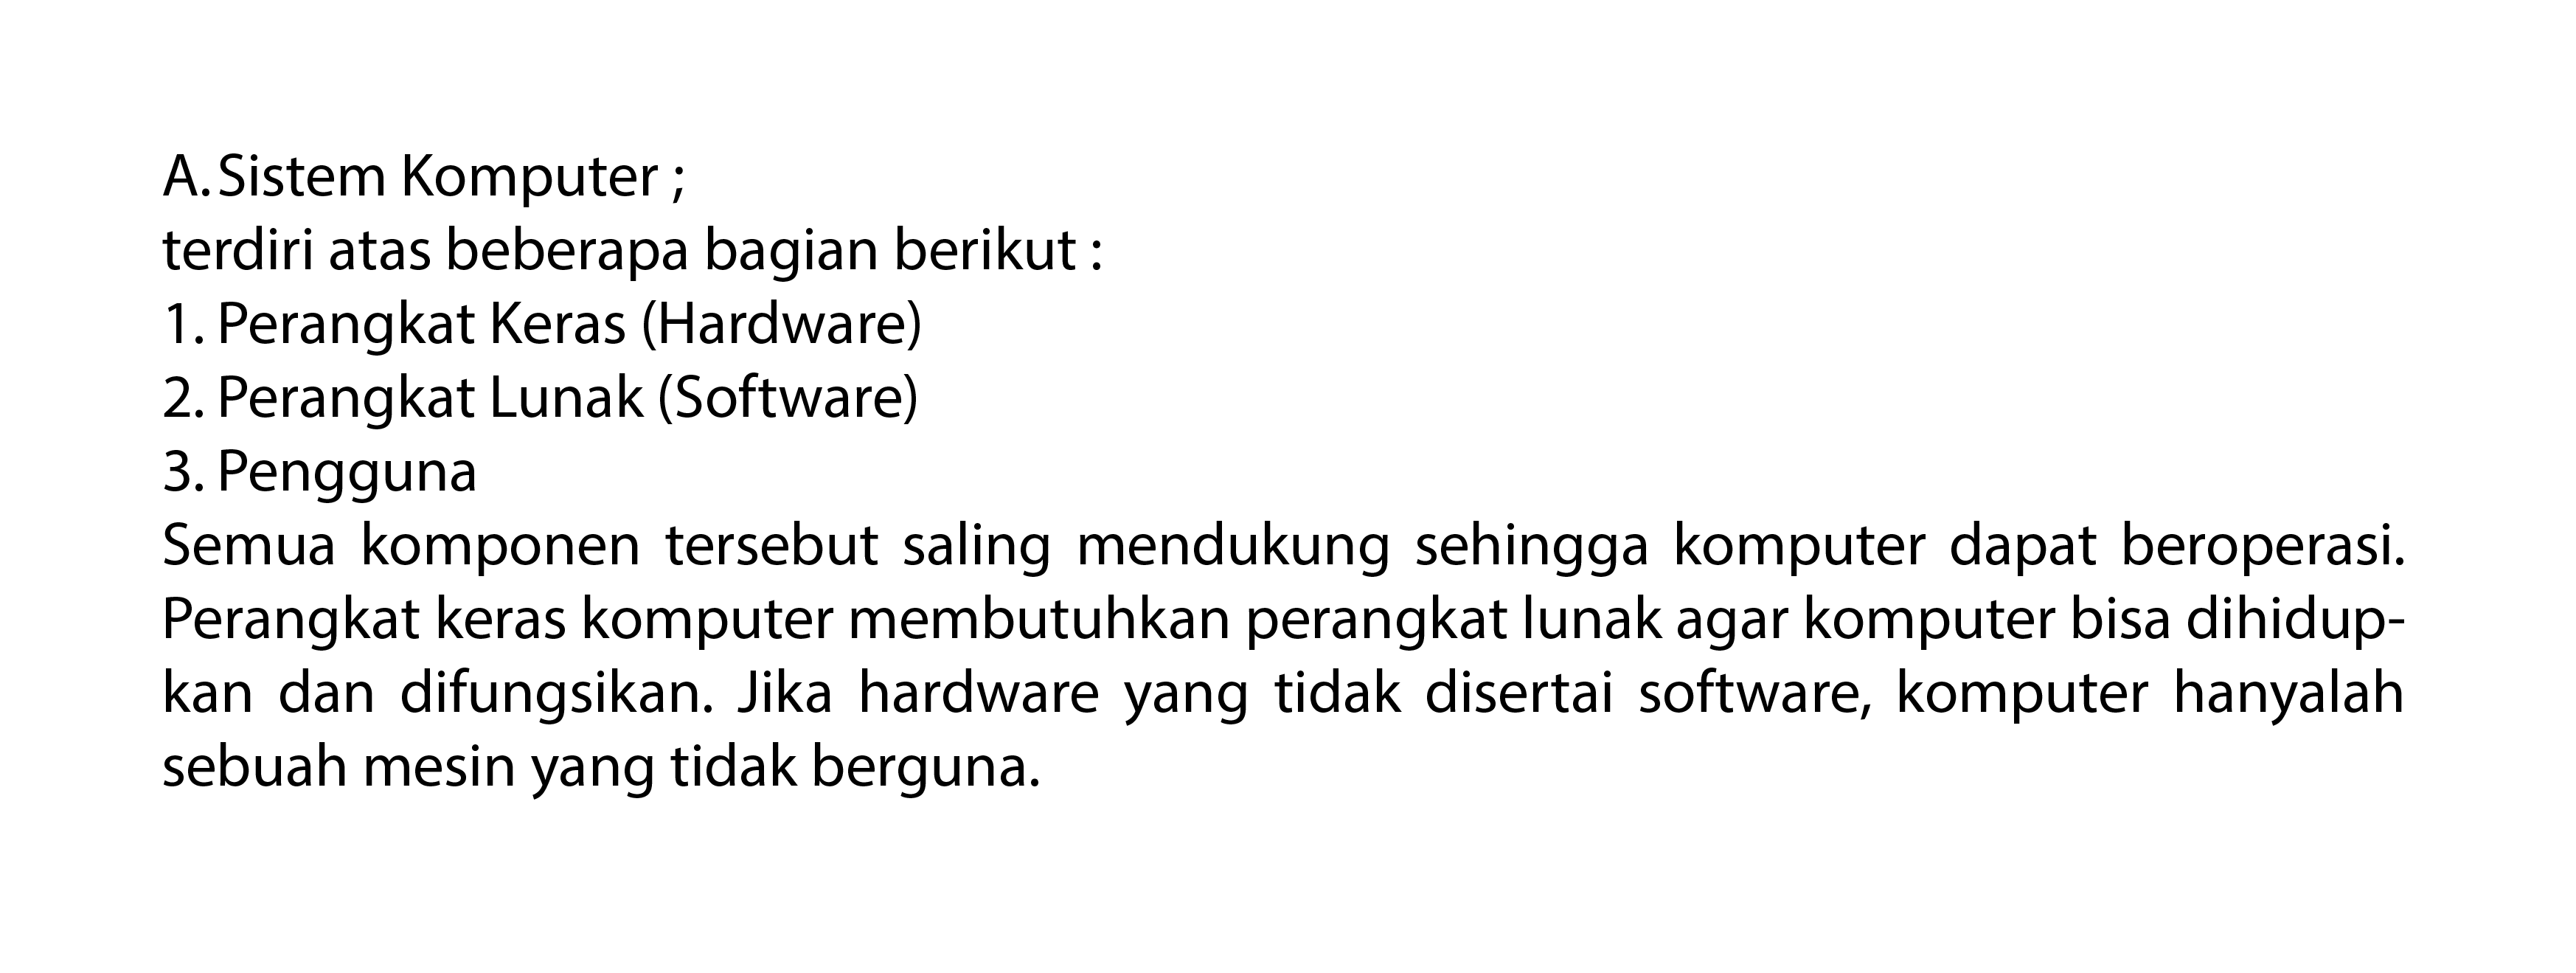 A. Sistem Komputer ;
terdiri atas beberapa bagian berikut :
1. Perangkat Keras (Hardware)
2. Perangkat Lunak (Software)
3. Pengguna
Semua komponen tersebut saling mendukung sehingga komputer dapat beroperasi.
Perangkat keras komputer membutuhkan perangkat lunak agar komputer bisa dihidup-
kan dan difungsikan. Jika hardware yang tidak disertai software, komputer hanyalah
sebuah mesin yang tidak berguna.